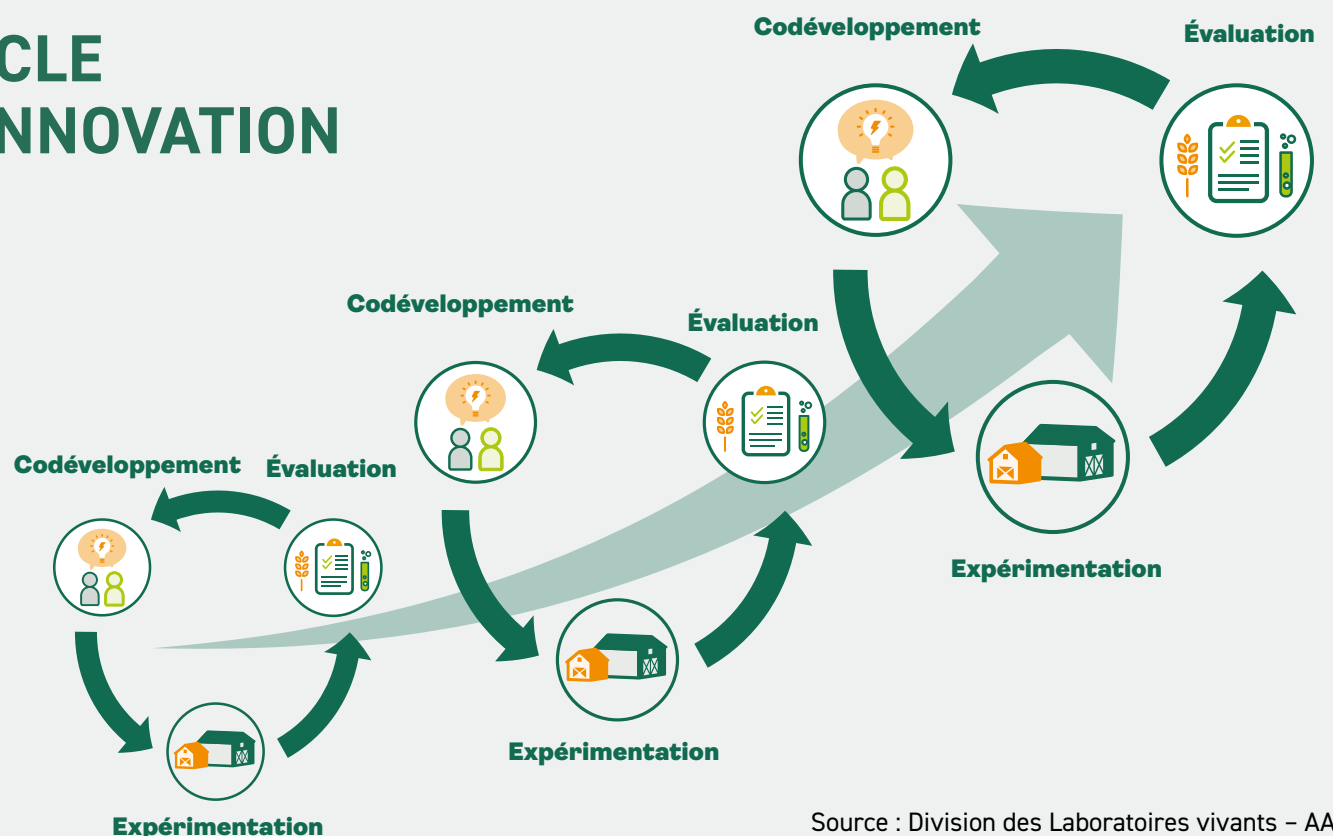 CLE
NNOVATION
Codéveloppement
Évaluation
Expérimentation
Codéveloppement
Évaluation
Expérimentation
Codéveloppement
Évaluation
Expérimentation
Source : Division des Laboratoires vivants – AA